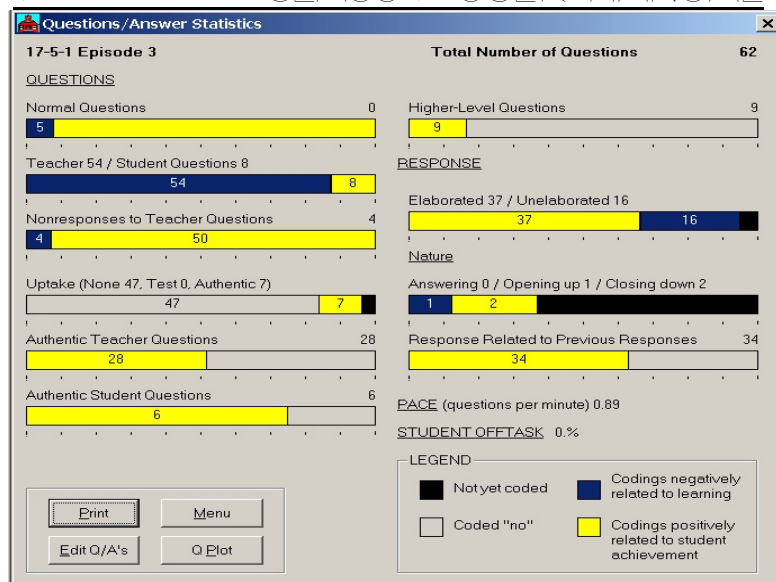 Questions/Answer Statistics
17-5-1 Episode 3
Total Number of Questions 62
QUESTIONS
Normal Questions 0
5
Teacher 54 / Student Questions 8
54 8
Nonresponses to Teacher Questions 4
4 50
Uptake (None 47, Test 0, Authentic 7)
47 7
Authentic Teacher Questions 28
28
Authentic Student Questions 6
6
Higher-Level Questions 9
9
RESPONSE
Elaborated 37 / Unelaborated 16
37 16
Nature
Answering 0 / Opening up 1 / Closing down 2
1 2
Response Related to Previous Responses 34
34
PACE (questions per minute) 0.89
STUDENT OFFTASK 0.%
LEGEND
Not yet coded
Codings negatively
related to learning
Coded "no"
Codings positively
related to student
achievement
Print
Menu
Edit Q/A's
Q Plot